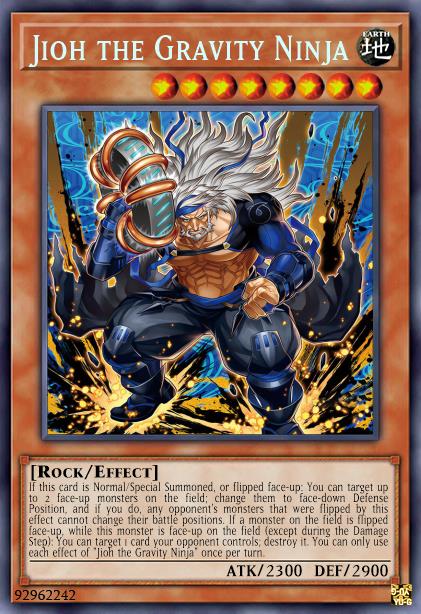 Jioh the Gravity Ninja
EARTH
地
[Rock/Effect]
If this card is Normal/Special Summoned, or flipped face-up: You can target up
to 2 face-up monsters on the field; change them to face-down Defense
Position, and if you do, any opponent's monsters that were flipped by this
effect cannot change their battle positions. If a monster on the field is flipped
face-up, while this monster is face-up on the field (except during the Damage
Step): You can target 1 card your opponent controls; destroy it. You can only use
each effect of "Jioh the Gravity Ninja" once per turn.
ATK/2300 DEF/2900
92962242